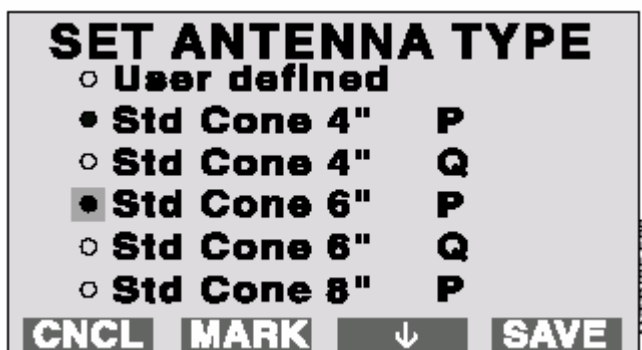 SET ANTENNA TYPE
○ User defined
● Std Cone 4" P
○ Std Cone 4" Q
● Std Cone 6" P
○ Std Cone 6" Q
○ Std Cone 8" P
CNCL MARK ↓ SAVE